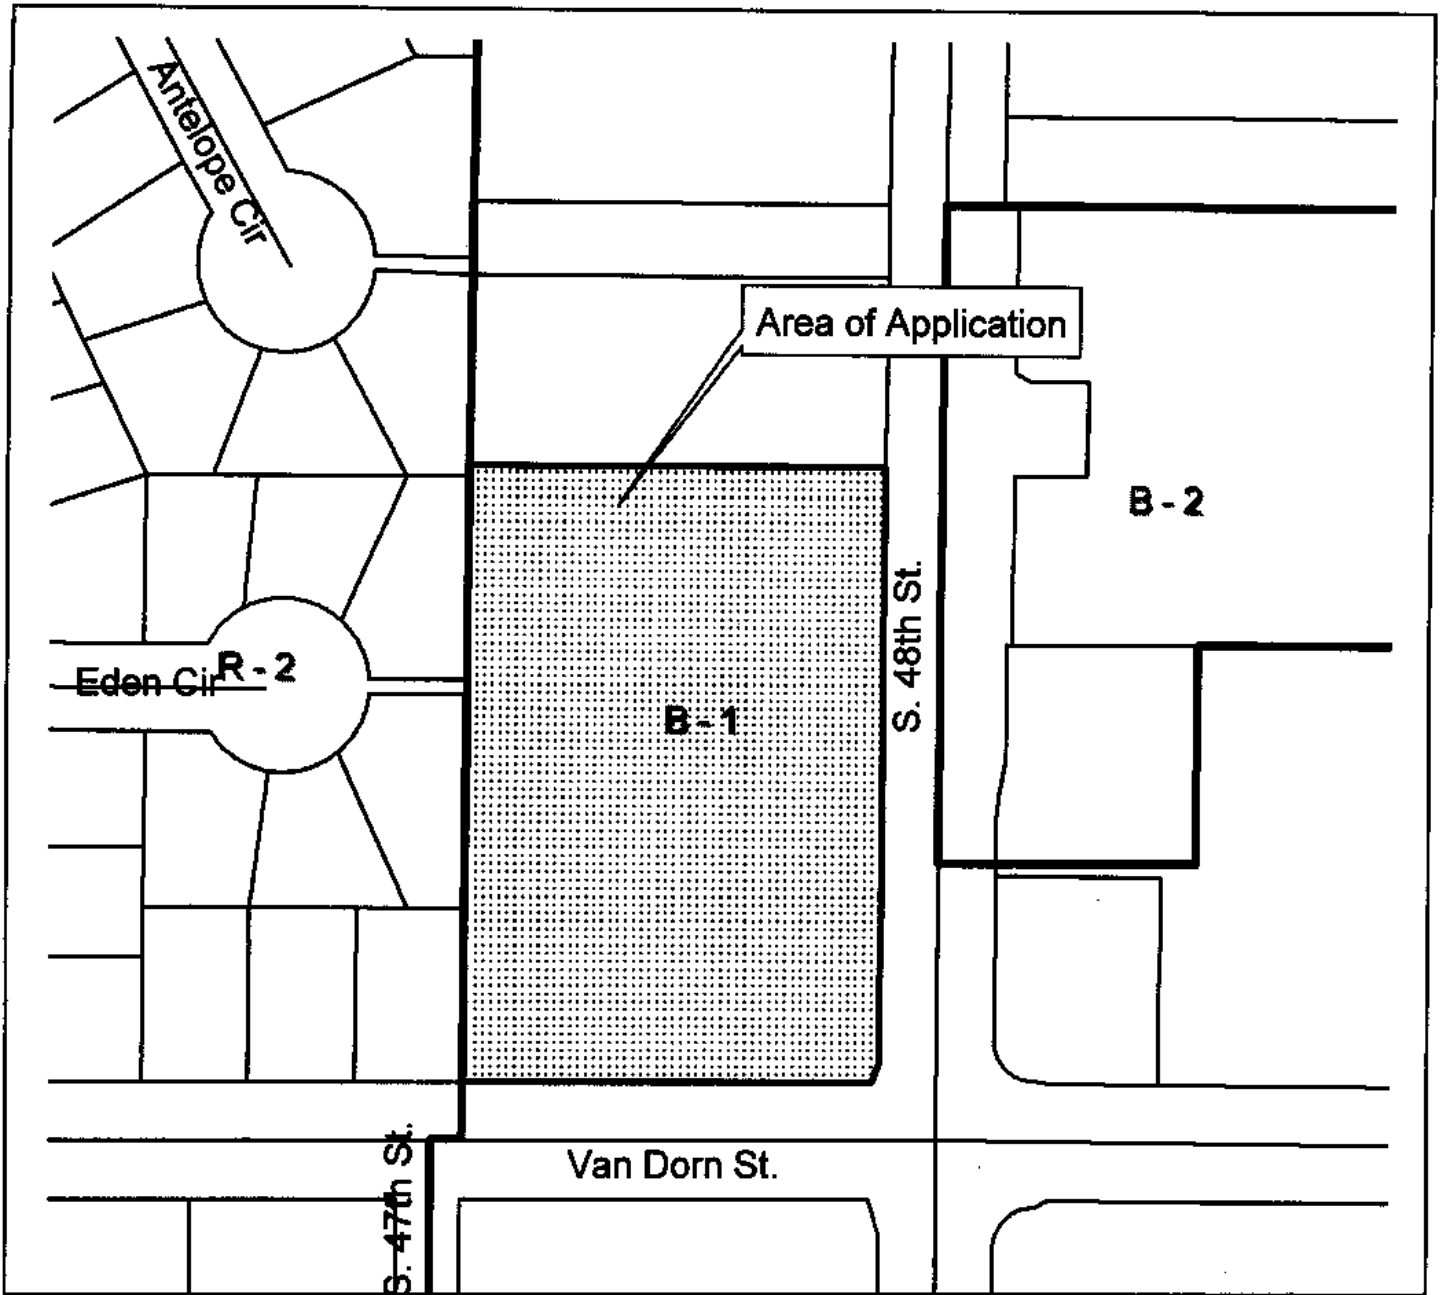 Antelope Cir
Area of Application
B - 2
S. 48th St.
R - 2
Eden Cir
B - 1
Van Dorn St.
S. 47th St.